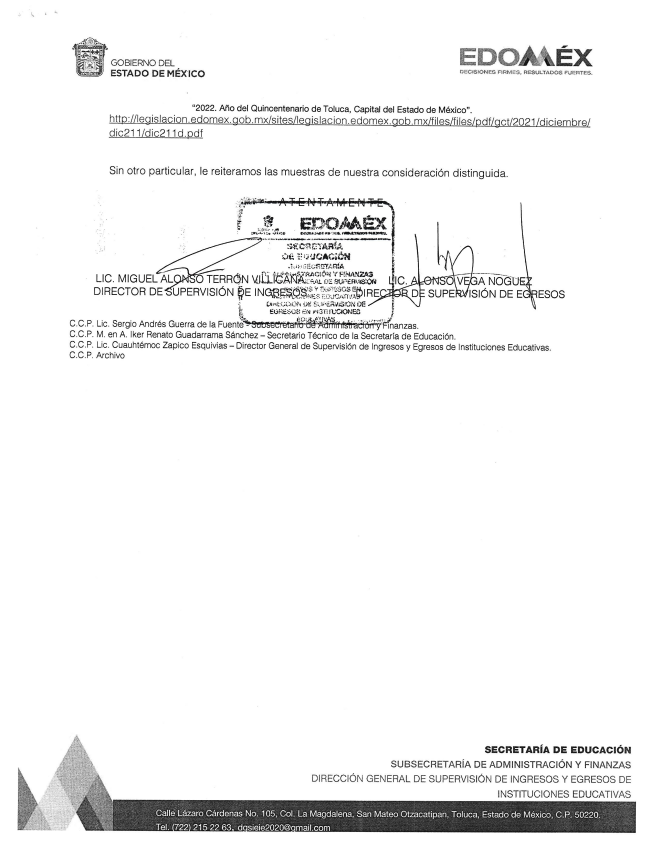 GOBIERNO DEL
ESTADO DE MÉXICO
EDOMÉX
DECISIONES FIRMES, RESULTADOS FUERTES.
"2022. Año del Quincentenario de Toluca, Capital del Estado de México".
http://legislacion.edomex.gob.mx/sites/legislacion.edomex.gob.mx/files/files/pdf/gct/2021/diciembre/
dic211/dic211d.pdf
Sin otro particular, le reiteramos las muestras de nuestra consideración distinguida.
ATENTAMENTE
EDOMÉX
SECRETARÍA
DE EDUCACIÓN
SUBSECRETARÍA
DE ADMINISTRACIÓN Y FINANZAS
GENERAL DE SUPERVISIÓN
INGRESOS Y EGRESOS EN
INSTITUCIONES EDUCATIVAS
DIRECCIÓN DE SUPERVISIÓN DE
EGRESOS EN INSTITUCIONES
EDUCATIVAS
LIC. MIGUEL ALONSO TERRÓN VILLICAÑA
DIRECTOR DE SUPERVISIÓN DE INGRESOS
LIC. ALONSO VEGA NOGUEZ
DIRECTOR DE SUPERVISIÓN DE EGRESOS
C.C.P. Lic. Sergio Andrés Guerra de la Fuente - Subsecretario de Administración y Finanzas.
C.C.P. M. en A. Iker Renato Guadarrama Sánchez – Secretario Técnico de la Secretaría de Educación.
C.C.P. Lic. Cuauhtémoc Zapico Esquivias – Director General de Supervisión de Ingresos y Egresos de Instituciones Educativas.
C.C.P. Archivo
SECRETARÍA DE EDUCACIÓN
SUBSECRETARÍA DE ADMINISTRACIÓN Y FINANZAS
DIRECCIÓN GENERAL DE SUPERVISIÓN DE INGRESOS Y EGRESOS DE
INSTITUCIONES EDUCATIVAS
Calle Lázaro Cárdenas No. 105, Col. La Magdalena, San Mateo Otzacatipan, Toluca, Estado de México, C.P. 50220.
Tel. (722) 215 22 63, dgsieie2020@gmail.com